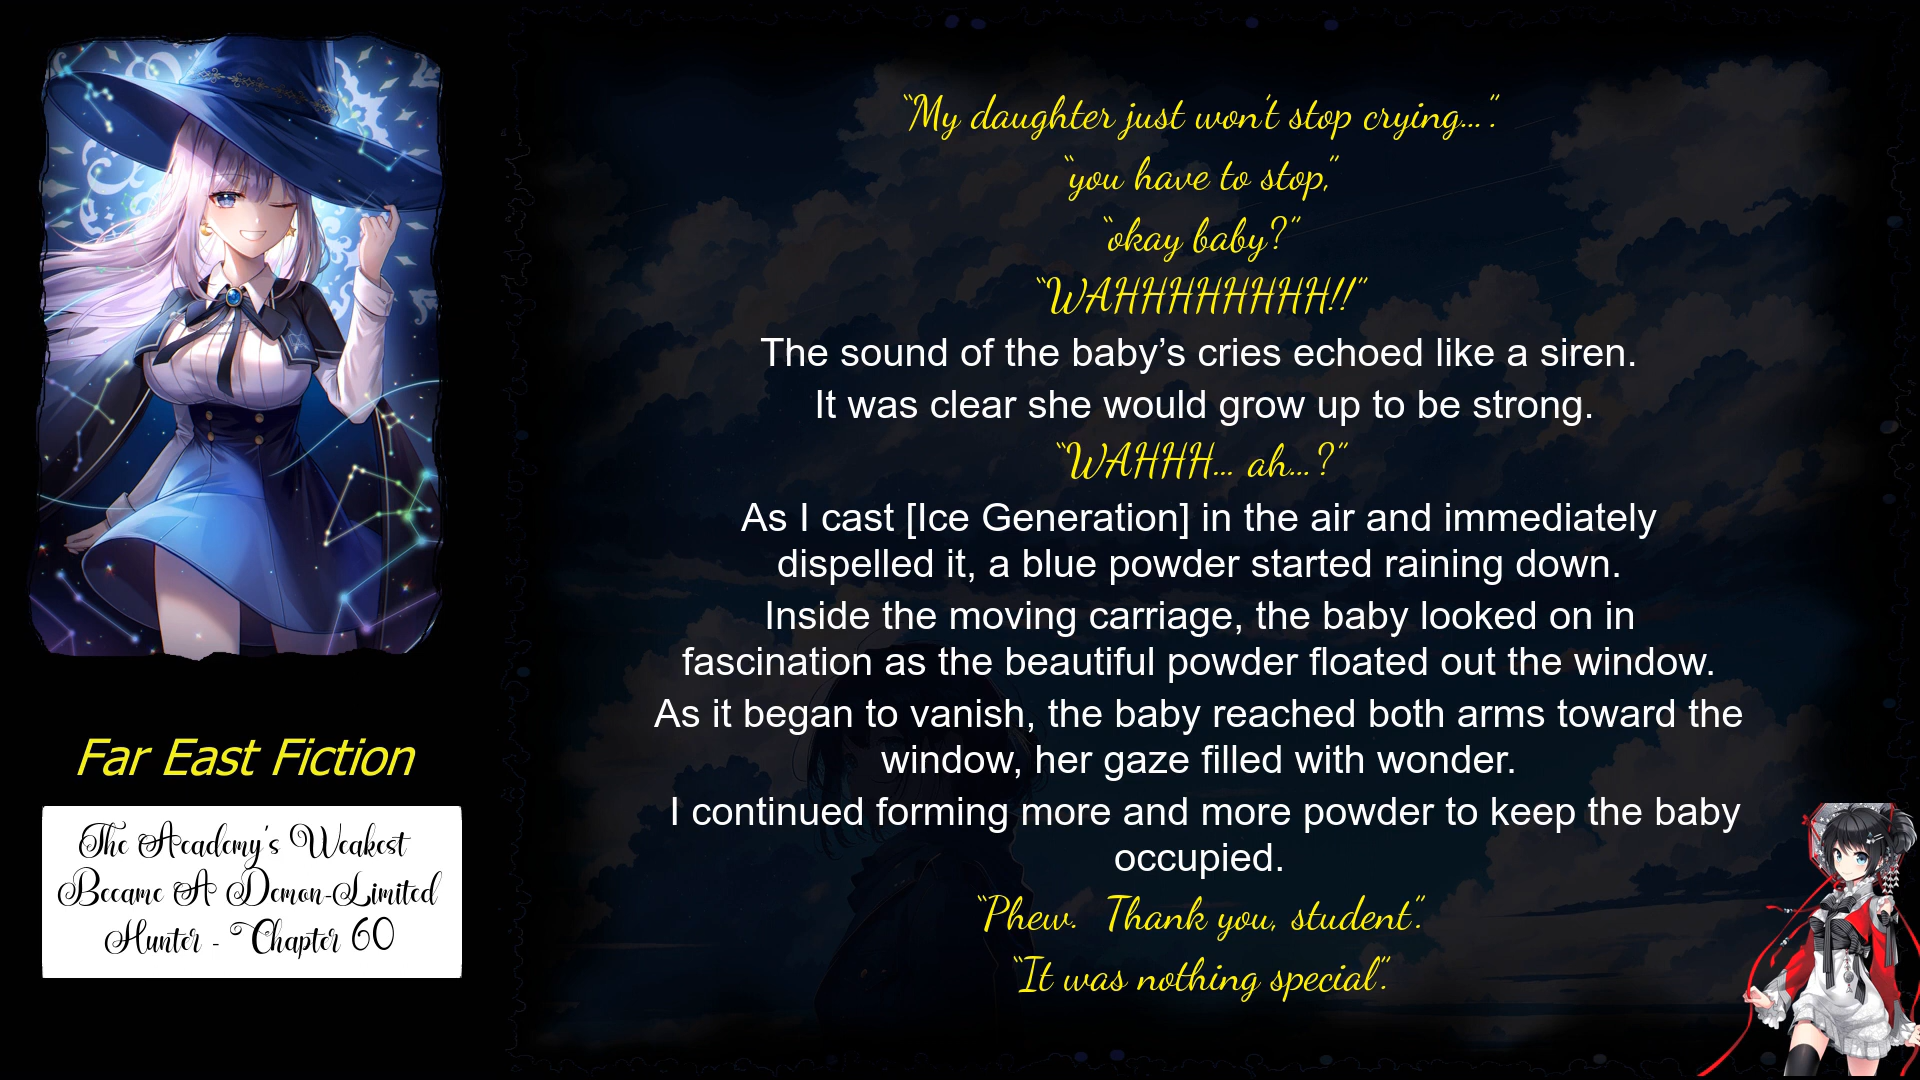 “My daughter just won’t stop crying…”.
“you have to stop,”
“okay baby?”
“WAHHHHHHHH!!”
The sound of the baby’s cries echoed like a siren.
It was clear she would grow up to be strong.
“WAHHH… ah…?”
As I cast [Ice Generation] in the air and immediately
dispelled it, a blue powder started raining down.
Inside the moving carriage, the baby looked on in
fascination as the beautiful powder floated out the window.
As it began to vanish, the baby reached both arms toward the
window, her gaze filled with wonder.
I continued forming more and more powder to keep the baby
occupied.
“Phew. Thank you, student”.
“It was nothing special”.
Far East Fiction
The Academy's Weakest
Became A Demon-Limited
Hunter - Chapter 60